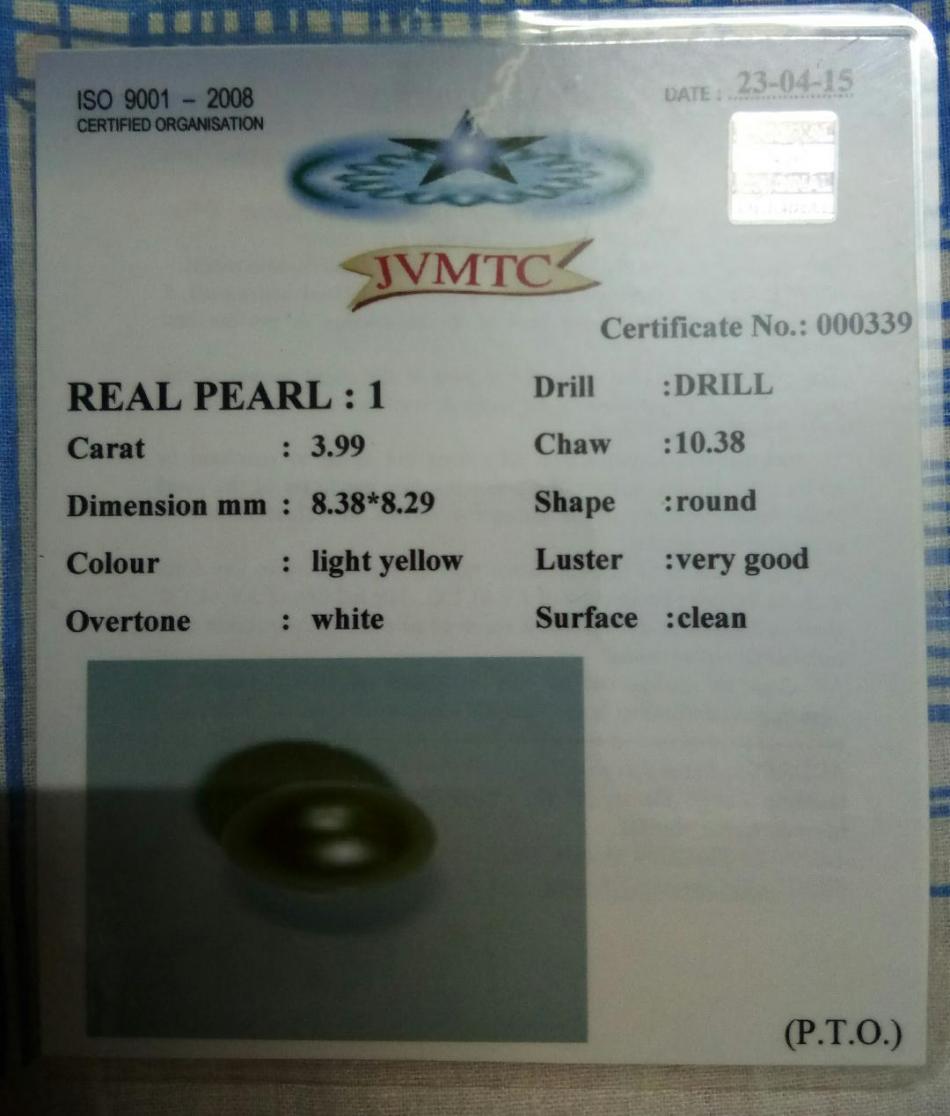 ISO 9001 – 2008
CERTIFIED ORGANISATION
DATE : 23-04-15
JVMTC
Certificate No.: 000339
REAL PEARL : 1
Drill :DRILL
Carat : 3.99
Chaw :10.38
Dimension mm : 8.38*8.29
Shape :round
Colour : light yellow
Luster :very good
Overtone : white
Surface :clean
(P.T.O.)